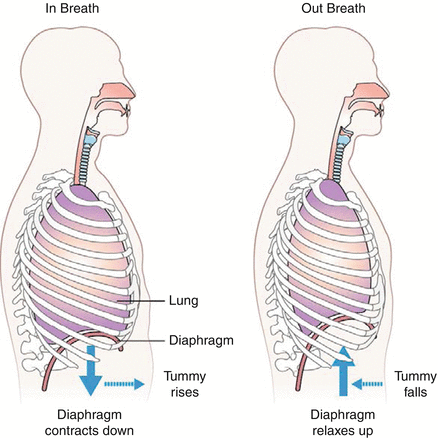 In Breath
Out Breath
Lung
Diaphragm
Tummy
rises
Diaphragm
contracts down
Tummy
falls
Diaphragm
relaxes up